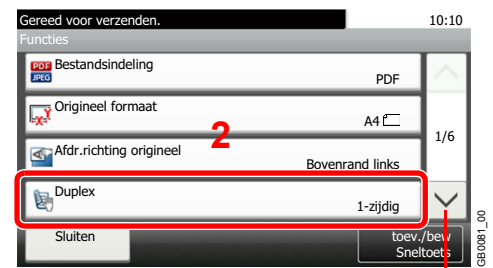 Gereed voor verzenden. 10:10
Functies
PDF JPEG Bestandsindeling
PDF
Origineel formaat
A4
2
1/6
Afdr.richting origineel
Bovenrand links
Duplex
1-zijdig
Sluiten
toev./bew
Sneltoets
GB0081_00